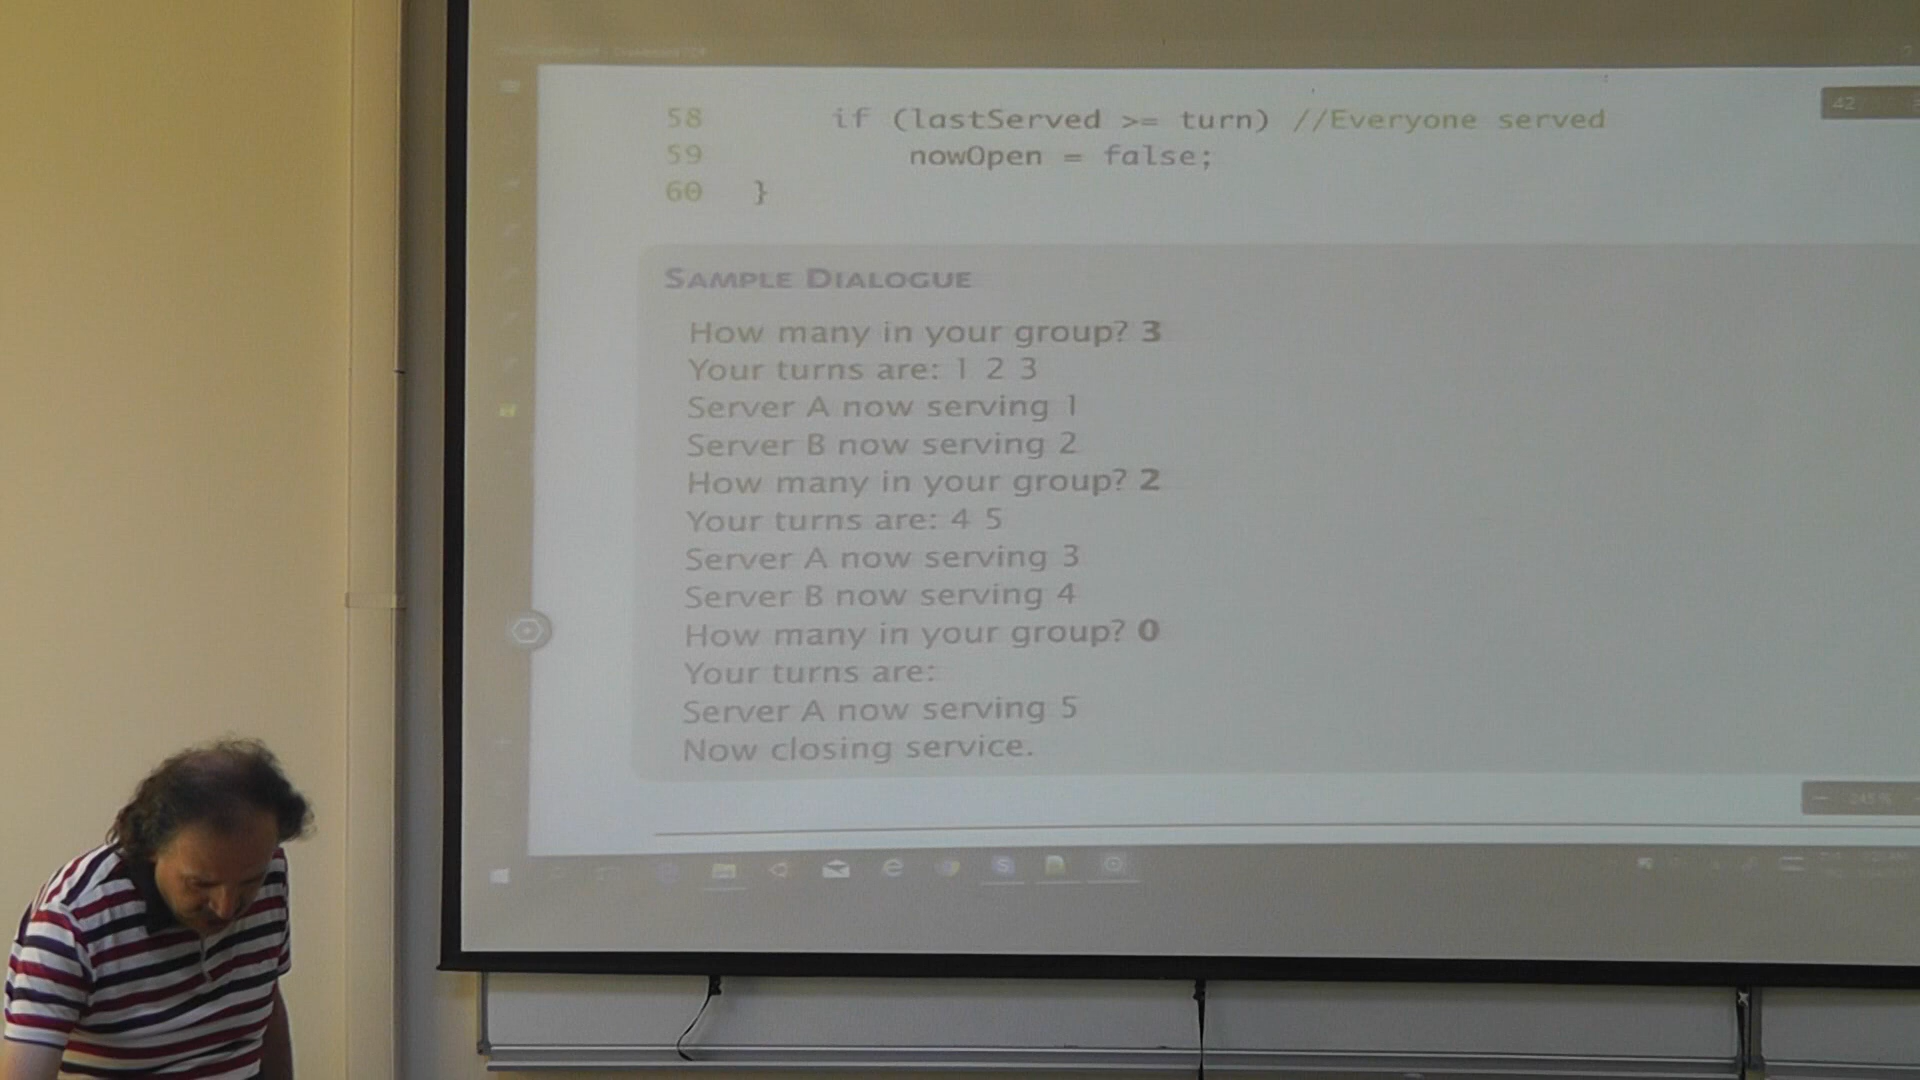 58 if (lastServed >= turn) //Everyone served
59 nowOpen = false;
60 }
42
SAMPLE DIALOGUE
How many in your group? 3
Your turns are: 1 2 3
Server A now serving 1
Server B now serving 2
How many in your group? 2
Your turns are: 4 5
Server A now serving 3
Server B now serving 4
How many in your group? 0
Your turns are:
Server A now serving 5
Now closing service.